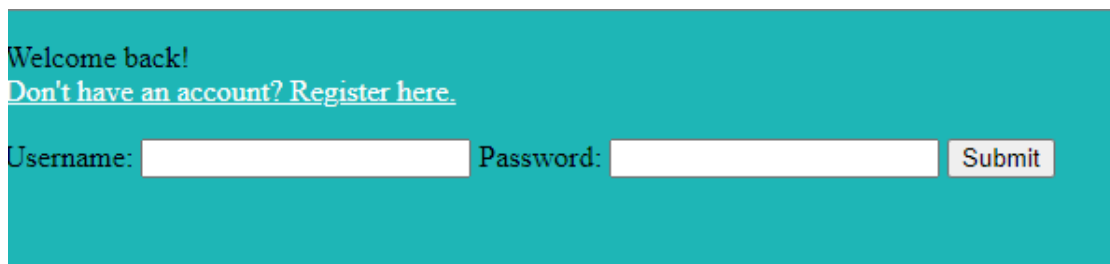 Welcome back!
Don't have an account? Register here.
Username: Password: Submit